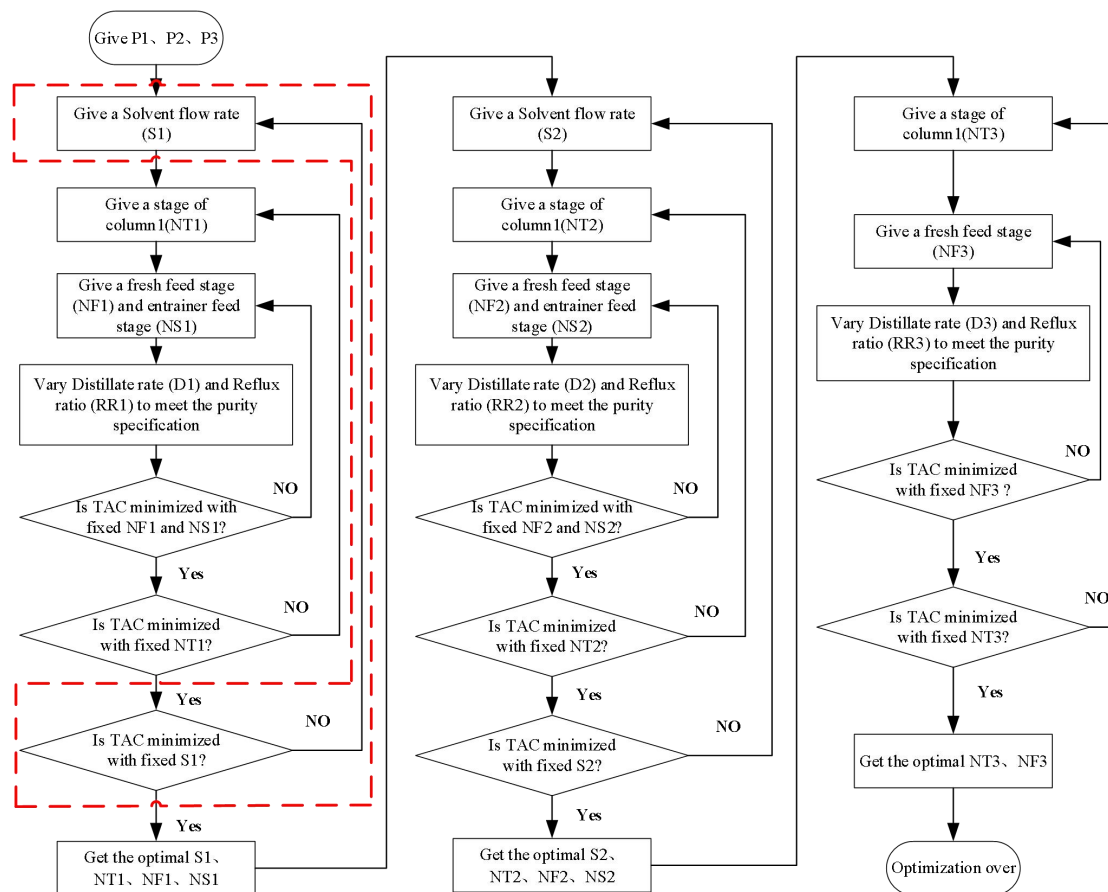 Give P1、P2、P3
Give a Solvent flow rate
(S1)
Give a stage of
column1(NT1)
Give a fresh feed stage
(NF1) and entrainer feed
stage (NS1)
Vary Distillate rate (D1) and Reflux
ratio (RR1) to meet the purity
specification
NO
Is TAC minimized with
fixed NF1 and NS1?
Yes
NO
Is TAC minimized
with fixed NT1?
Yes
NO
Is TAC minimized
with fixed S1?
Yes
Get the optimal S1、
NT1、NF1、NS1
Give a Solvent flow rate
(S2)
Give a stage of
column1(NT2)
Give a fresh feed stage
(NF2) and entrainer feed
stage (NS2)
Vary Distillate rate (D2) and Reflux
ratio (RR2) to meet the purity
specification
NO
Is TAC minimized with
fixed NF2 and NS2?
Yes
NO
Is TAC minimized
with fixed NT2?
Yes
NO
Is TAC minimized
with fixed S2?
Yes
Get the optimal S2、
NT2、NF2、NS2
Give a stage of
column1(NT3)
Give a fresh feed stage
(NF3)
Vary Distillate rate (D3) and Reflux
ratio (RR3) to meet the purity
specification
NO
Is TAC minimized
with fixed NF3 ?
Yes
NO
Is TAC minimized
with fixed NT3?
Yes
Get the optimal NT3、NF3
Optimization over